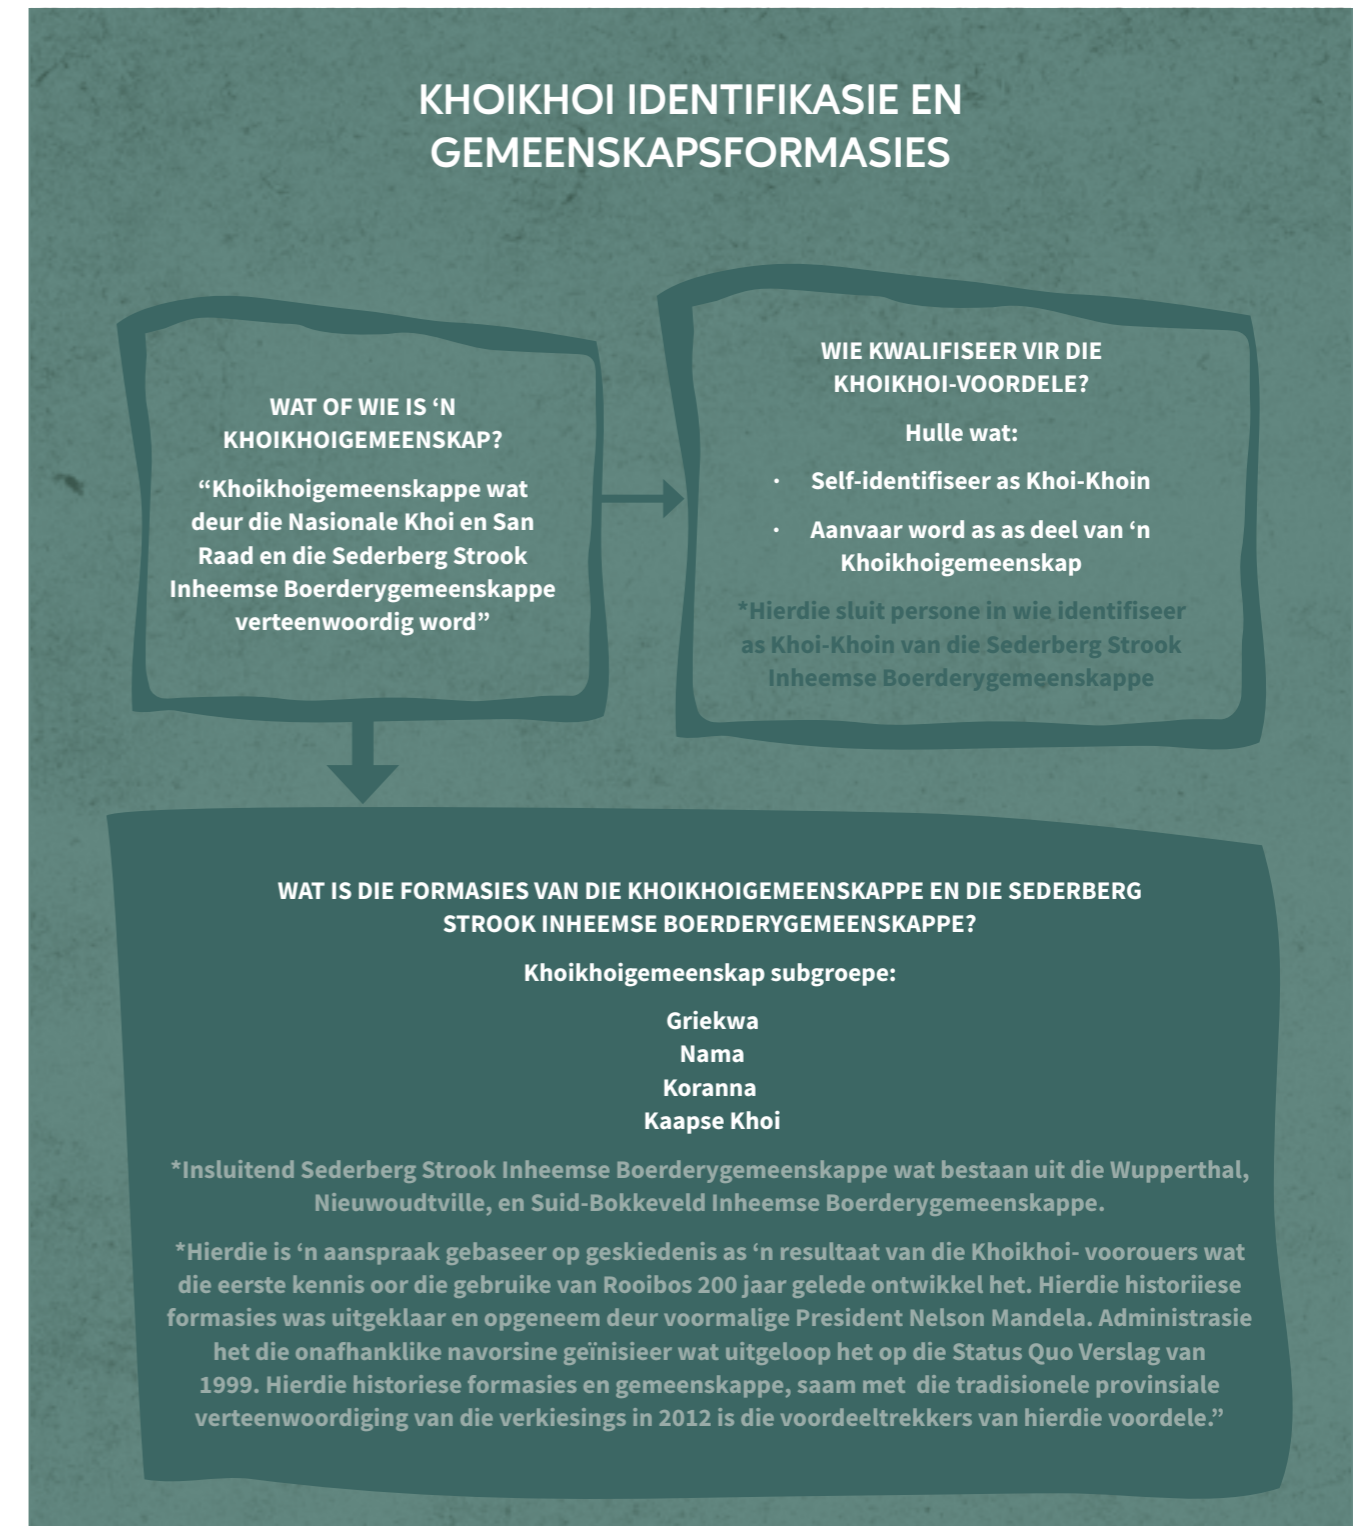 KHOIKHOI IDENTIFIKASIE EN
GEMEENSKAPSFORMASIES
WAT OF WIE IS ‘N
KHOIKHOIGEMEENSKAP?
“Khoikhoigemeenskappe wat
deur die Nasionale Khoi en San
Raad en die Sederberg Strook
Inheemse Boerderygemeenskappe
verteenwoordig word”
WIE KWALIFISEER VIR DIE
KHOIKHOI-VOORDELE?
Hulle wat:
· Self-identifiseer as Khoi-Khoin
· Aanvaar word as as deel van ‘n
Khoikhoigemeenskap
*Hierdie sluit persone in wie identifiseer
as Khoi-Khoin van die Sederberg Strook
Inheemse Boerderygemeenskappe
WAT IS DIE FORMASIES VAN DIE KHOIKHOIGEMEENSKAPPE EN DIE SEDERBERG
STROOK INHEEMSE BOERDERYGEMEENSKAPPE?
Khoikhoigemeenskap subgroepe:
Griekwa
Nama
Koranna
Kaapse Khoi
*Insluitend Sederberg Strook Inheemse Boerderygemeenskappe wat bestaan uit die Wupperthal,
Nieuwoudtville, en Suid-Bokkeveld Inheemse Boerderygemeenskappe.
*Hierdie is ‘n aanspraak gebaseer op geskiedenis as ‘n resultaat van die Khoikhoi- voorouers wat
die eerste kennis oor die gebruike van Rooibos 200 jaar gelede ontwikkel het. Hierdie historiiese
formasies was uitgeklaar en opgeneem deur voormalige President Nelson Mandela. Administrasie
het die onafhanklike navorsine geïnisieer wat uitgeloop het op die Status Quo Verslag van
1999. Hierdie historiese formasies en gemeenskappe, saam met die tradisionele provinsiale
verteenwoordiging van die verkiesings in 2012 is die voordeeltrekkers van hierdie voordele.”